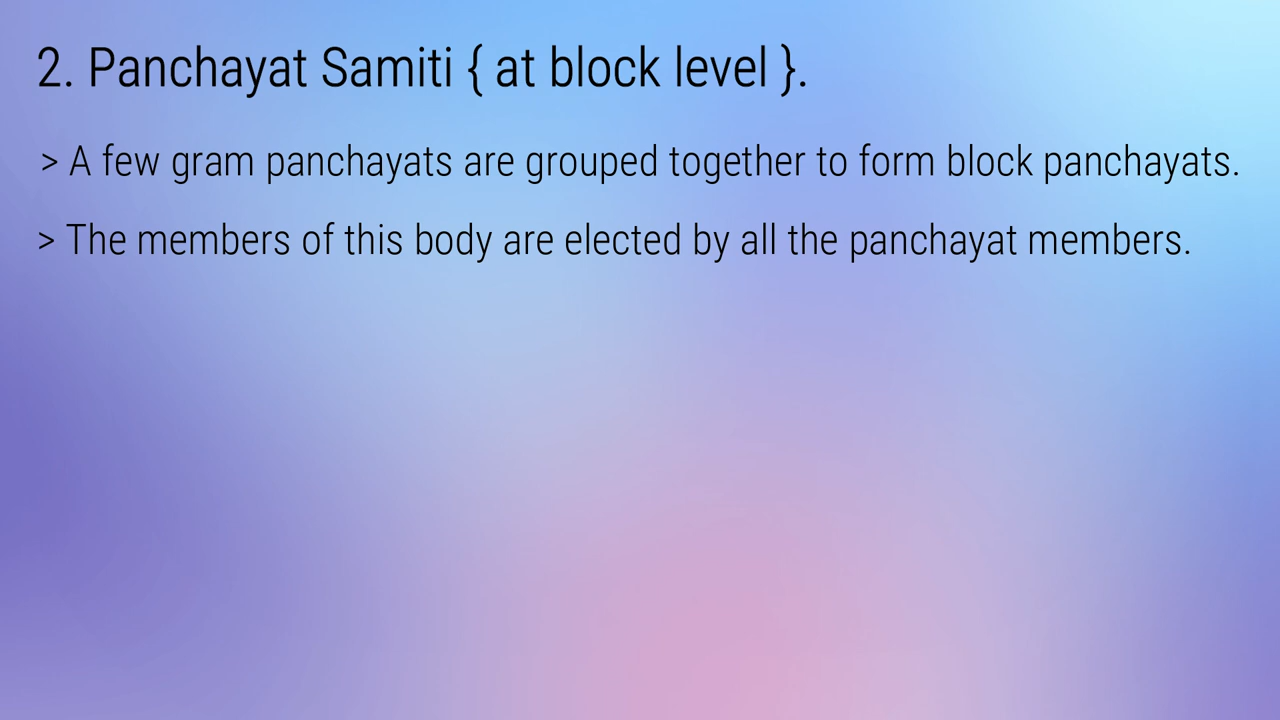 2. Panchayat Samiti { at block level }.
> A few gram panchayats are grouped together to form block panchayats.
> The members of this body are elected by all the panchayat members.